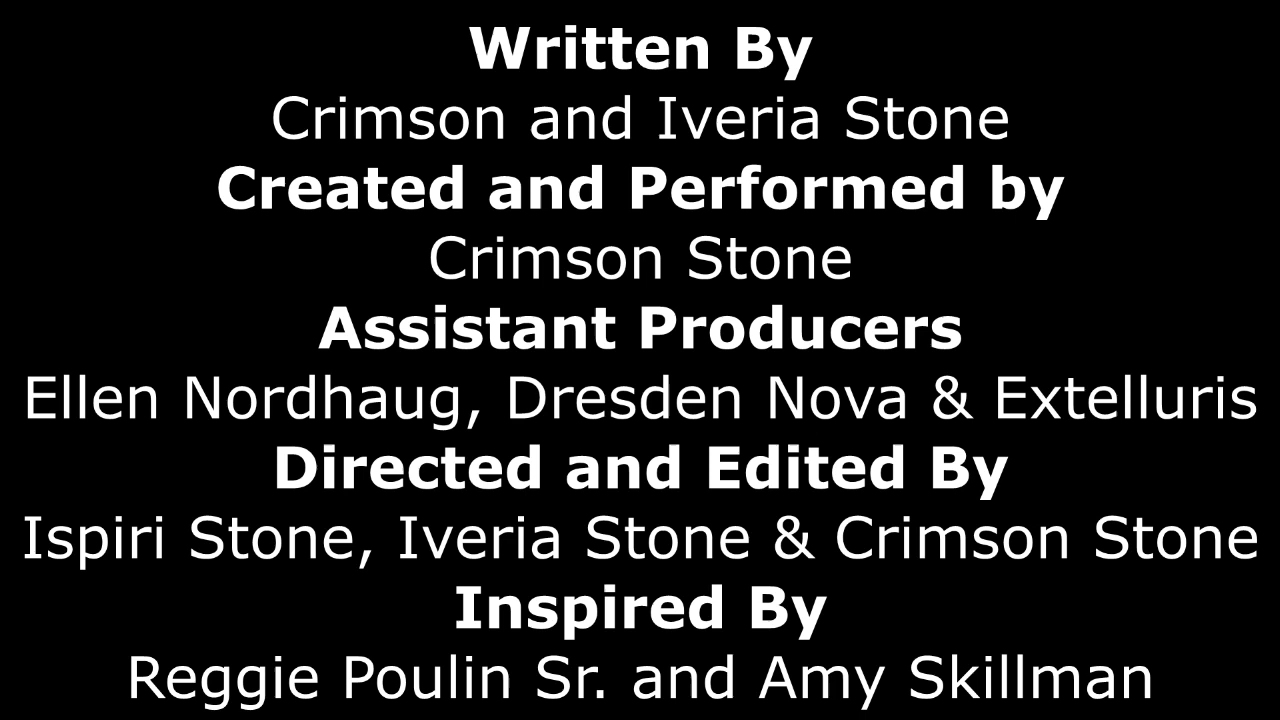 Written By
Crimson and Iveria Stone
Created and Performed by
Crimson Stone
Assistant Producers
Ellen Nordhaug, Dresden Nova & Extelluris
Directed and Edited By
Ispiri Stone, Iveria Stone & Crimson Stone
Inspired By
Reggie Poulin Sr. and Amy Skillman